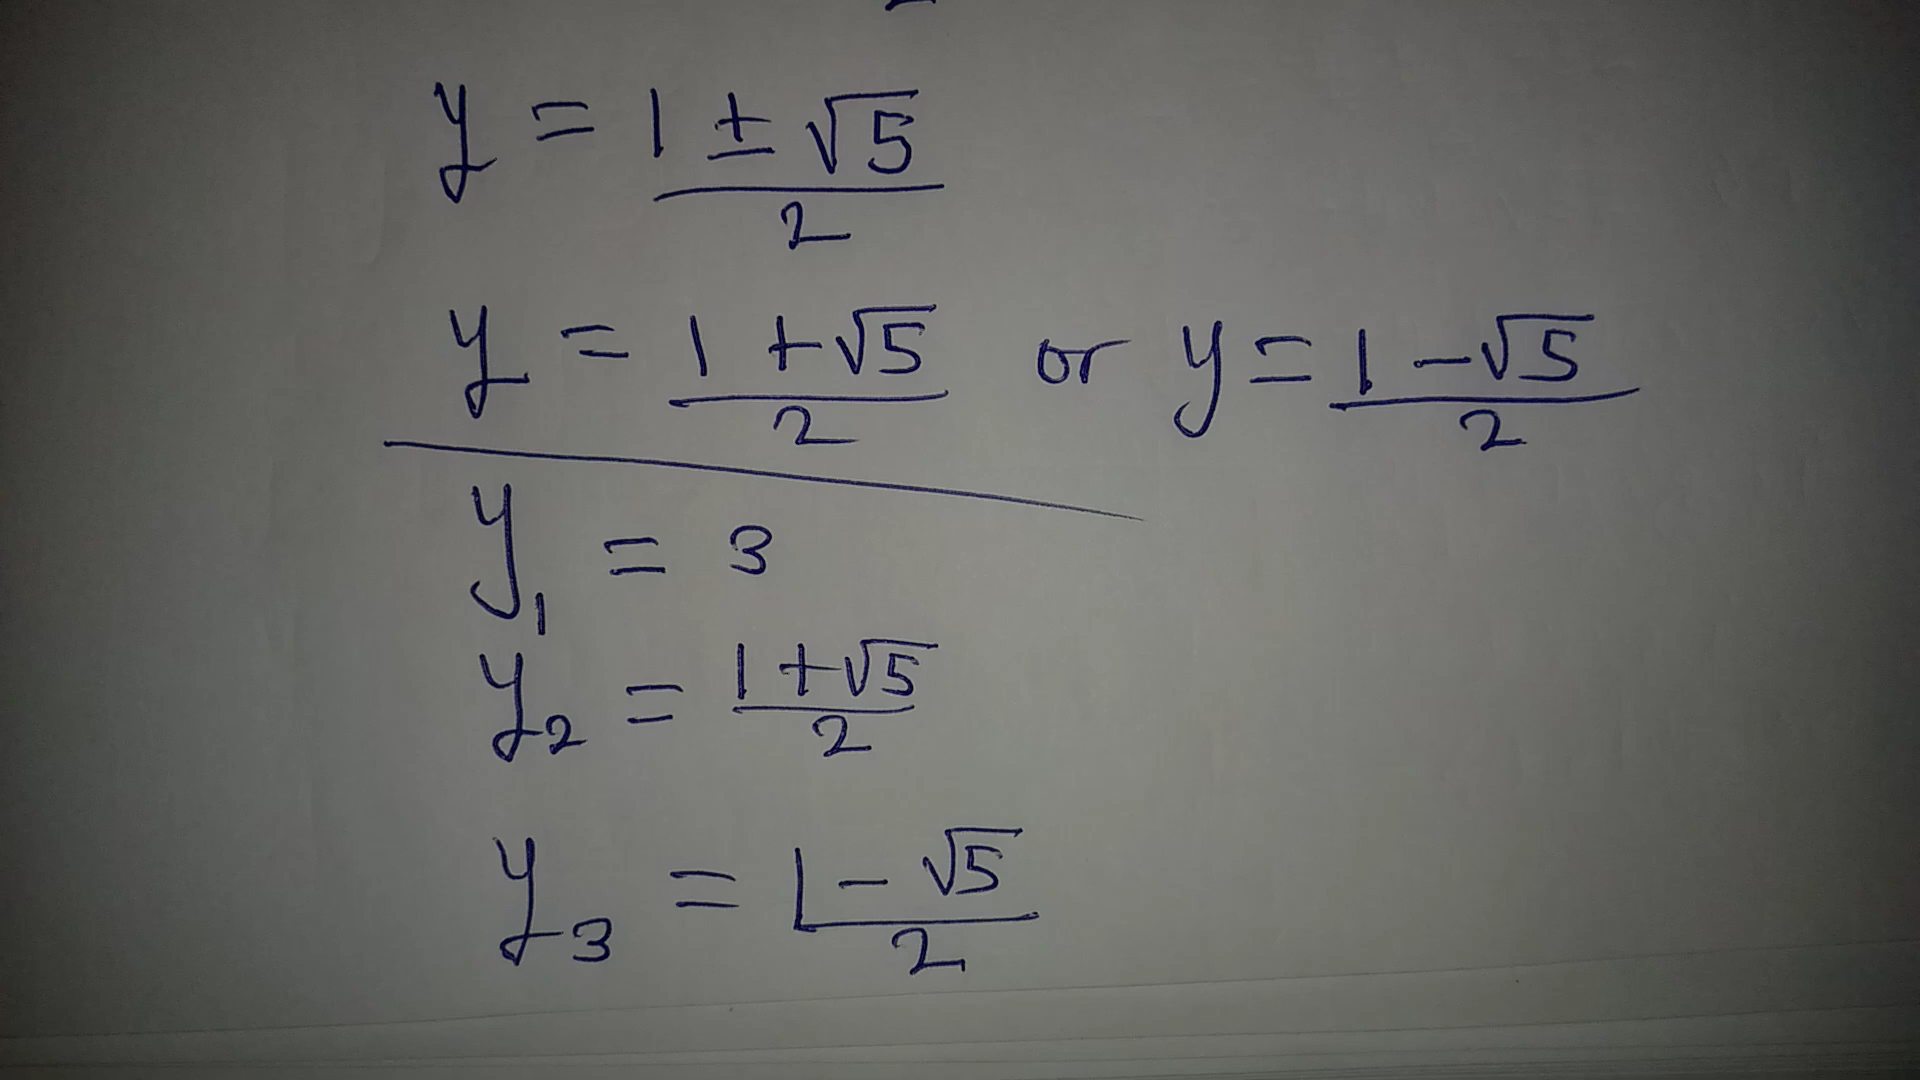 y = 1 ± √5 / 2
y = 1 + √5 / 2 or y = 1 - √5 / 2
y₁ = 3
y₂ = 1 + √5 / 2
y₃ = 1 - √5 / 2